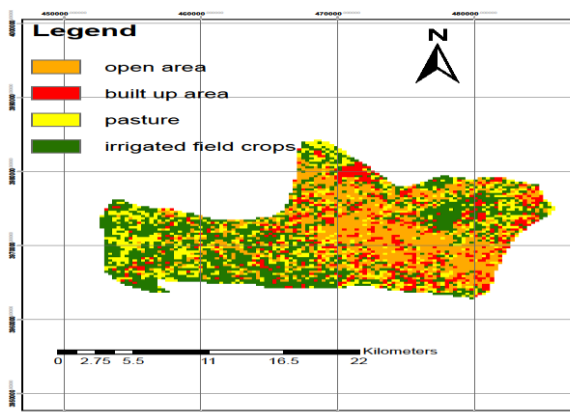 450000 460000 470000 480000
Legend
N
open area
built up area
pasture
irrigated field crops
Kilometers
0 2.75 5.5 11 16.5 22